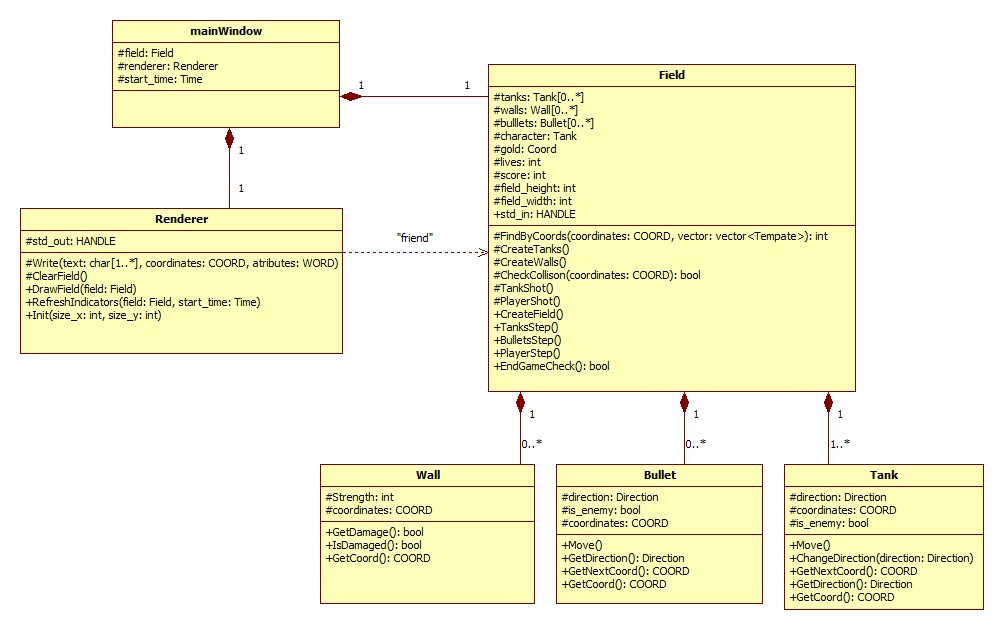 mainWindow
#field: Field
#renderer: Renderer
#start_time: Time
1
1
1
1
Field
#tanks: Tank[0..*]
#walls: Wall[0..*]
#bulllets: Bullet[0..*]
#character: Tank
#gold: Coord
#lives: int
#score: int
#field_height: int
#field_width: int
+std_in: HANDLE
#FindByCoords(coordinates: COORD, vector: vector<Tempate>): int
#CreateTanks()
#CreateWalls()
#CheckCollison(coordinates: COORD): bool
#TankShot()
#PlayerShot()
+CreateField()
+TanksStep()
+BulletsStep()
+PlayerStep()
+EndGameCheck(): bool
Renderer
#std_out: HANDLE
#Write(text: char[1..*], coordinates: COORD, atributes: WORD)
#ClearField()
+DrawField(field: Field)
+RefreshIndicators(field: Field, start_time: Time)
+Init(size_x: int, size_y: int)
"friend"
1
0..*
1
0..*
1
1..*
Wall
#Strength: int
#coordinates: COORD
+GetDamage(): bool
+IsDamaged(): bool
+GetCoord(): COORD
Bullet
#direction: Direction
#is_enemy: bool
#coordinates: COORD
+Move()
+GetDirection(): Direction
+GetNextCoord(): COORD
+GetCoord(): COORD
Tank
#direction: Direction
#coordinates: COORD
#is_enemy: bool
+Move()
+ChangeDirection(direction: Direction)
+GetNextCoord(): COORD
+GetDirection(): Direction
+GetCoord(): COORD